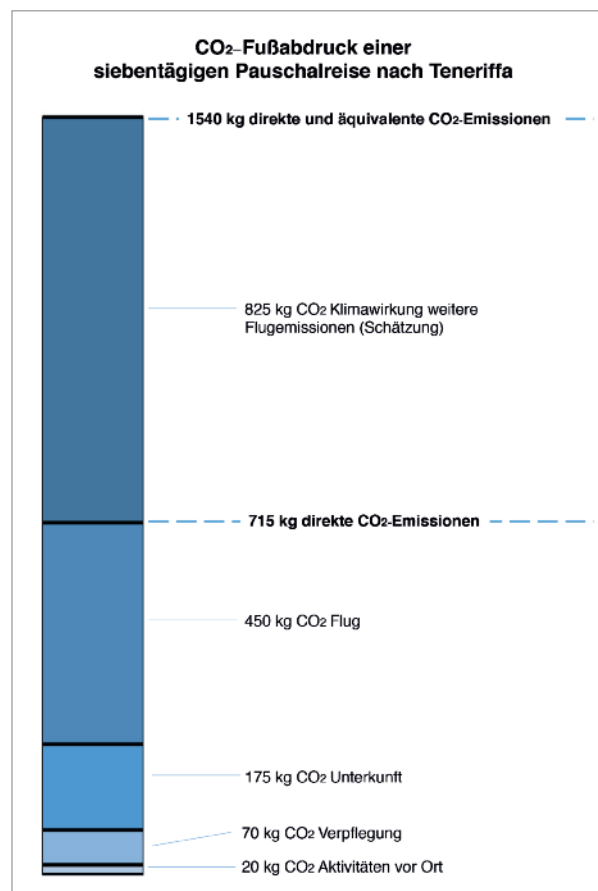 CO₂–Fußabdruck einer
siebentägigen Pauschalreise nach Teneriffa
1540 kg direkte und äquivalente CO₂-Emissionen
825 kg CO₂ Klimawirkung weitere
Flugemissionen (Schätzung)
715 kg direkte CO₂-Emissionen
450 kg CO₂ Flug
175 kg CO₂ Unterkunft
70 kg CO₂ Verpflegung
20 kg CO₂ Aktivitäten vor Ort